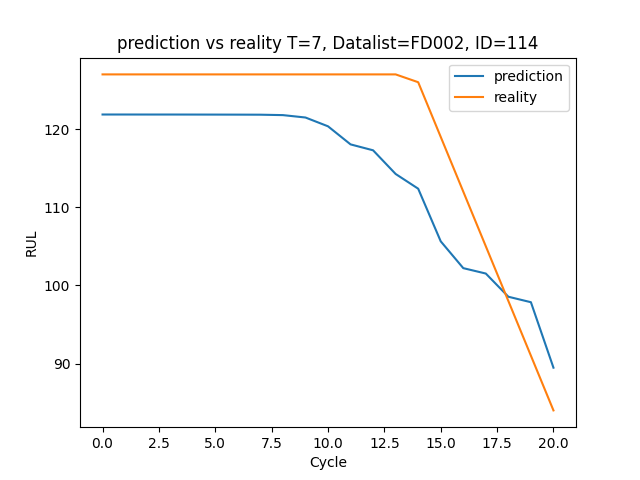 prediction vs reality T=7, Datalist=FD002, ID=114
prediction
reality
RUL
120
110
100
90
0.0 2.5 5.0 7.5 10.0 12.5 15.0 17.5 20.0
Cycle